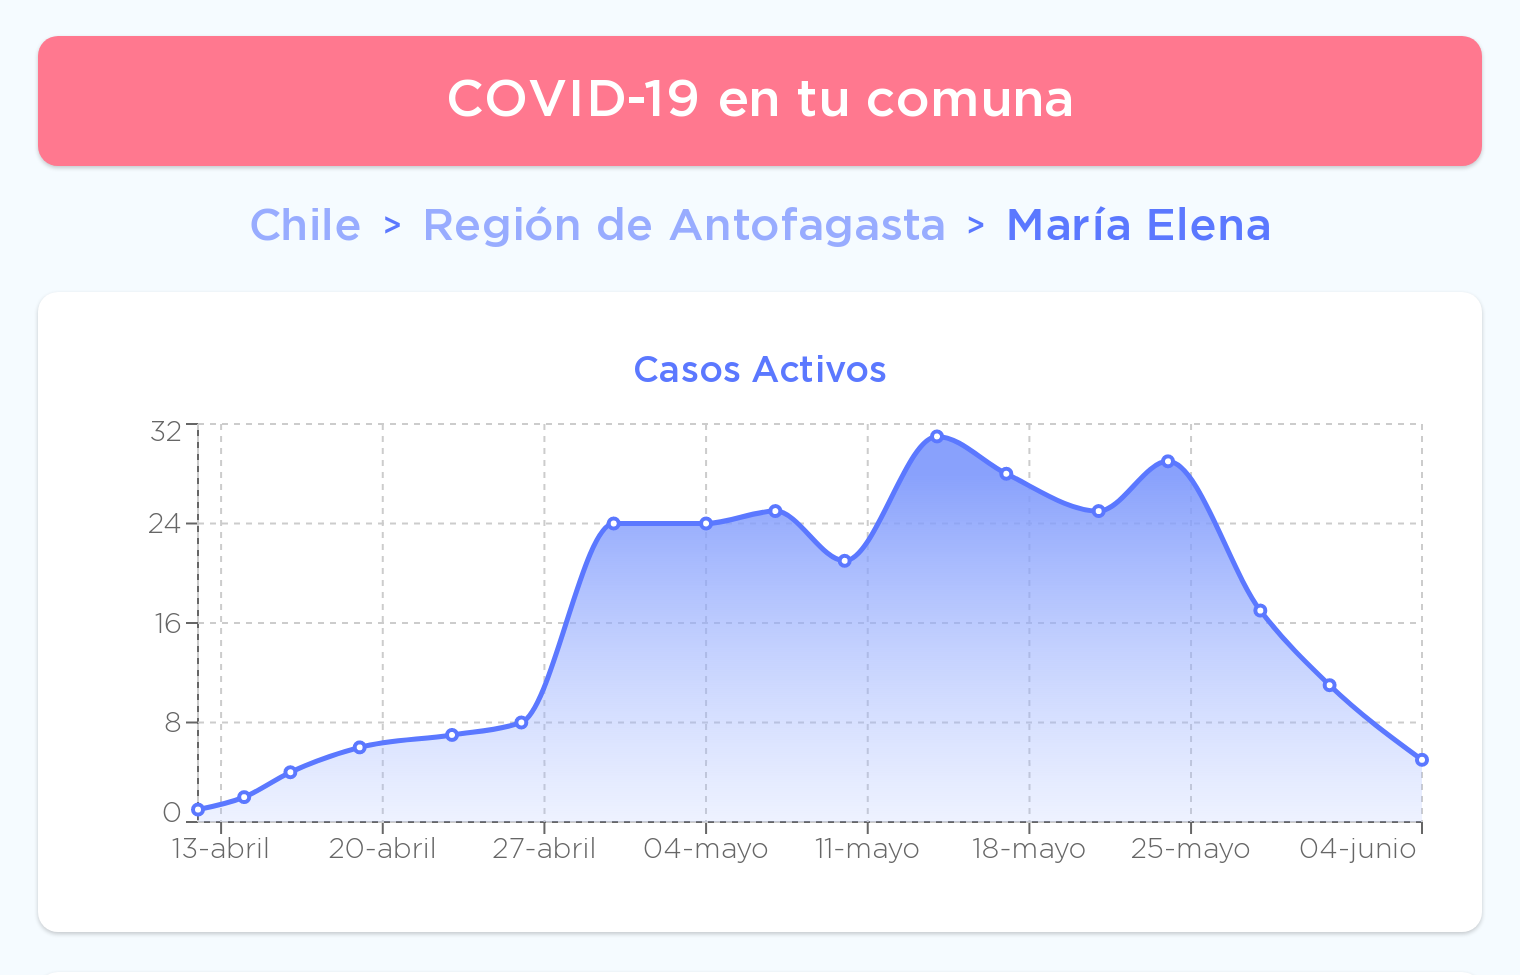 COVID-19 en tu comuna
Chile > Región de Antofagasta > María Elena
Casos Activos
32
24
16
8
0
13-abril 20-abril 27-abril 04-mayo 11-mayo 18-mayo 25-mayo 04-junio